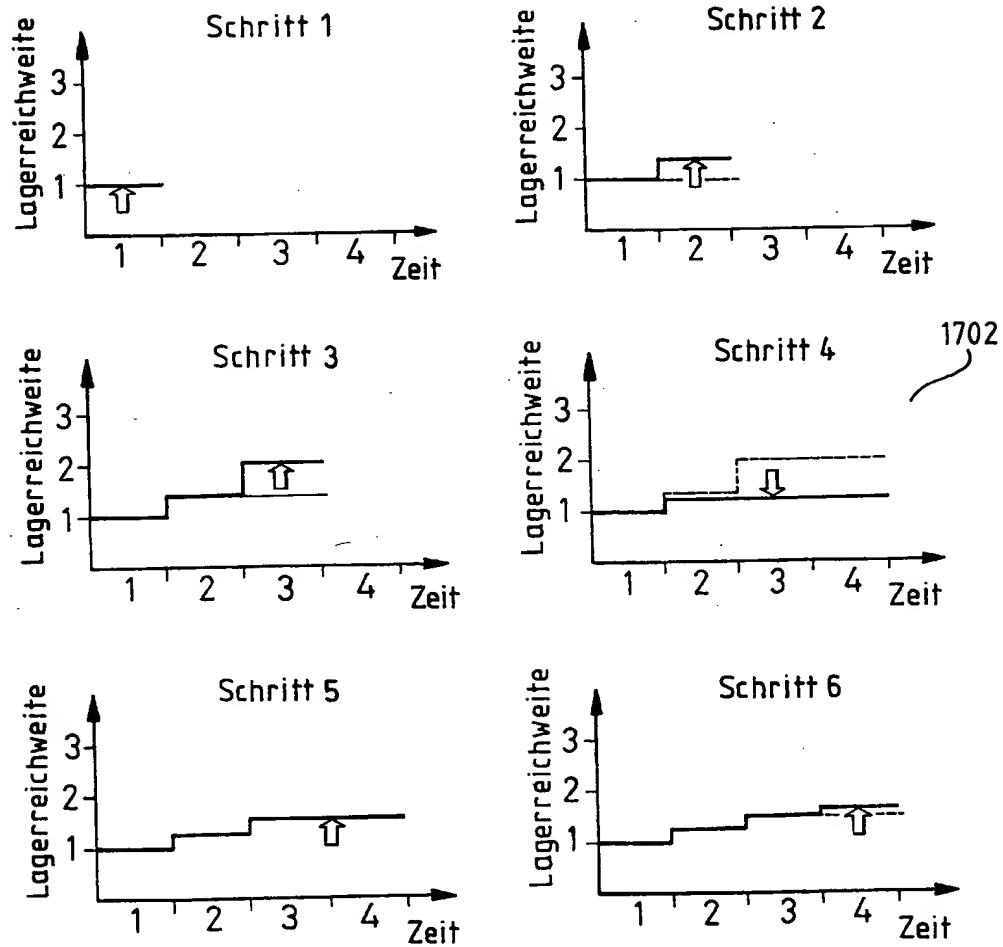 Schritt 1
Lagerreichweite
3
2
1
1 2 3 4 Zeit
Schritt 2
Lagerreichweite
3
2
1
1 2 3 4 Zeit
1702
Schritt 3
Lagerreichweite
3
2
1
1 2 3 4 Zeit
Schritt 4
Lagerreichweite
3
2
1
1 2 3 4 Zeit
Schritt 5
Lagerreichweite
3
2
1
1 2 3 4 Zeit
Schritt 6
Lagerreichweite
3
2
1
1 2 3 4 Zeit